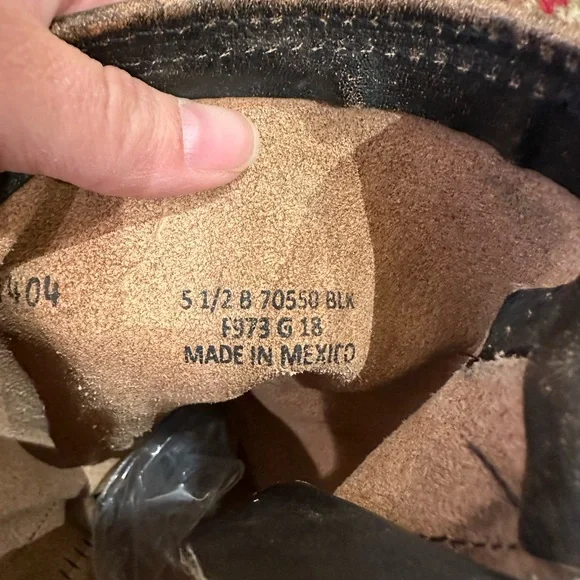 404
5 1/2 B 70550 BLK
F973 G 18
MADE IN MEXICO